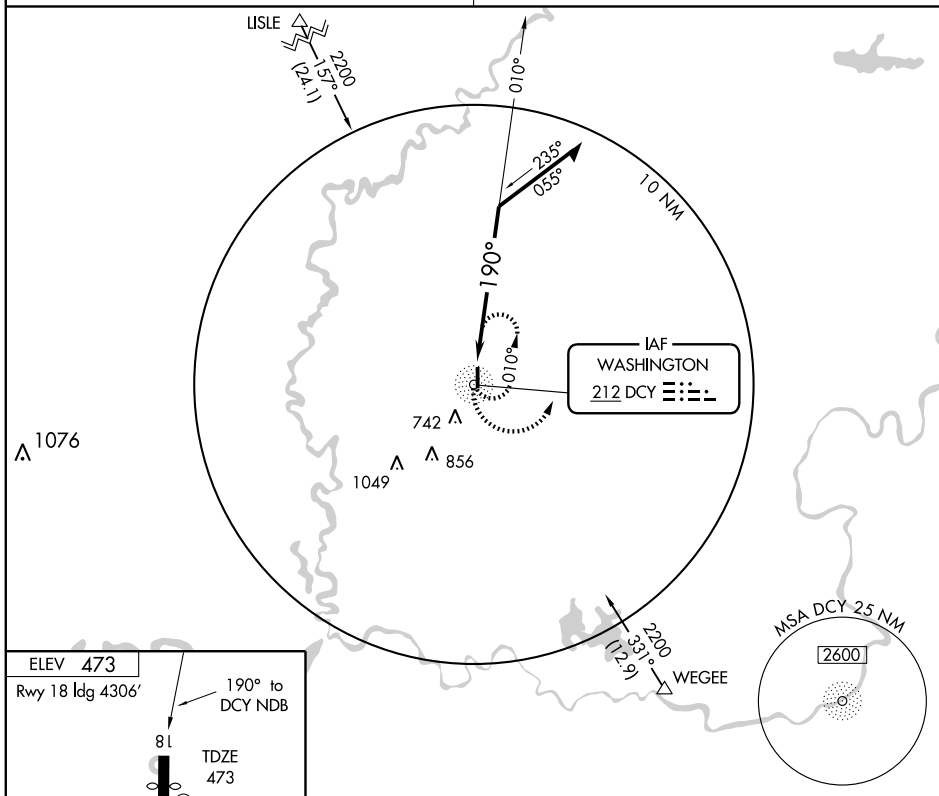 LISLE
2200
157°
(24.1)
010°
235°
055°
10 NM
190°
010°
IAF
WASHINGTON
212 DCY
742
856
1049
1076
2200
331°
(12.9)
WEGEE
MSA DCY 25 NM
2600
ELEV 473
Rwy 18 ldg 4306'
190° to
DCY NDB
18
TDZE
473